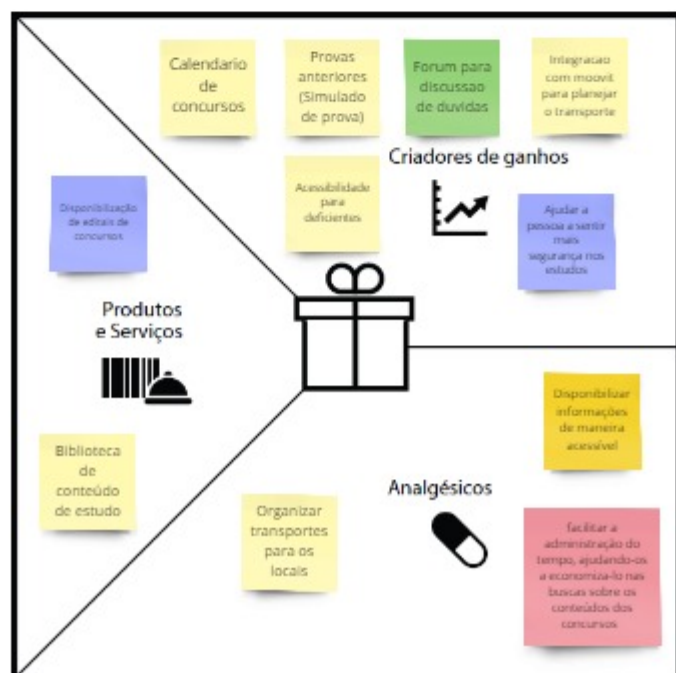 Calendario
de
concursos
Provas
anteriores
(Simulado
de prova)
Forum para
discussao
de duvidas
Integracao
com moovit
para planejar
o transporte
Criadores de ganhos
Acessibilidade
para
deficientes
Ajudar a
pessoa a sentir
mais
segurança nos
estudos
Disponibilização
de editais de
concursos
Produtos
e Serviços
Biblioteca
de
conteúdo
de estudo
Organizar
transportes
para os
locais
Analgésicos
Disponibilizar
informações
de maneira
acessível
facilitar a
administração do
tempo, ajudando-os
a economiza-lo nas
buscas sobre os
conteúdos dos
concursos